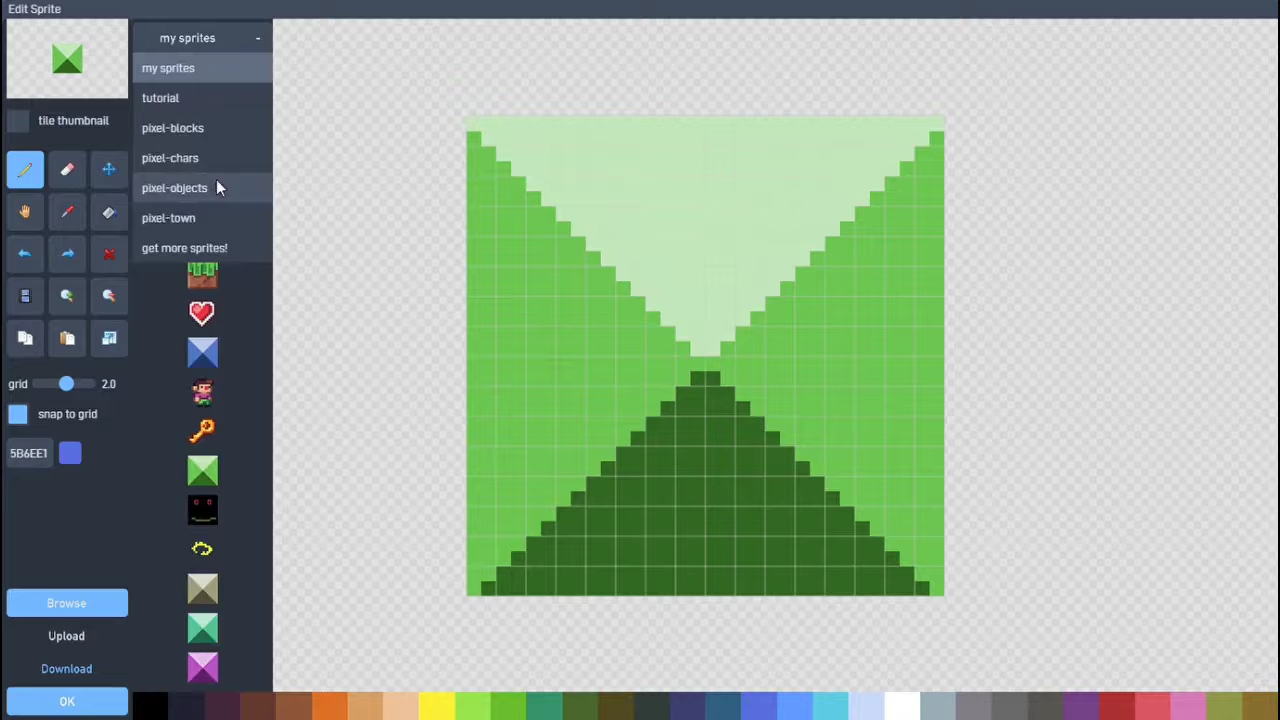 Edit Sprite
my sprites -
my sprites
tile thumbnail
tutorial
pixel-blocks
pixel-chars
pixel-objects
pixel-town
get more sprites!
grid 2.0
snap to grid
5B6EE1
Browse
Upload
Download
OK